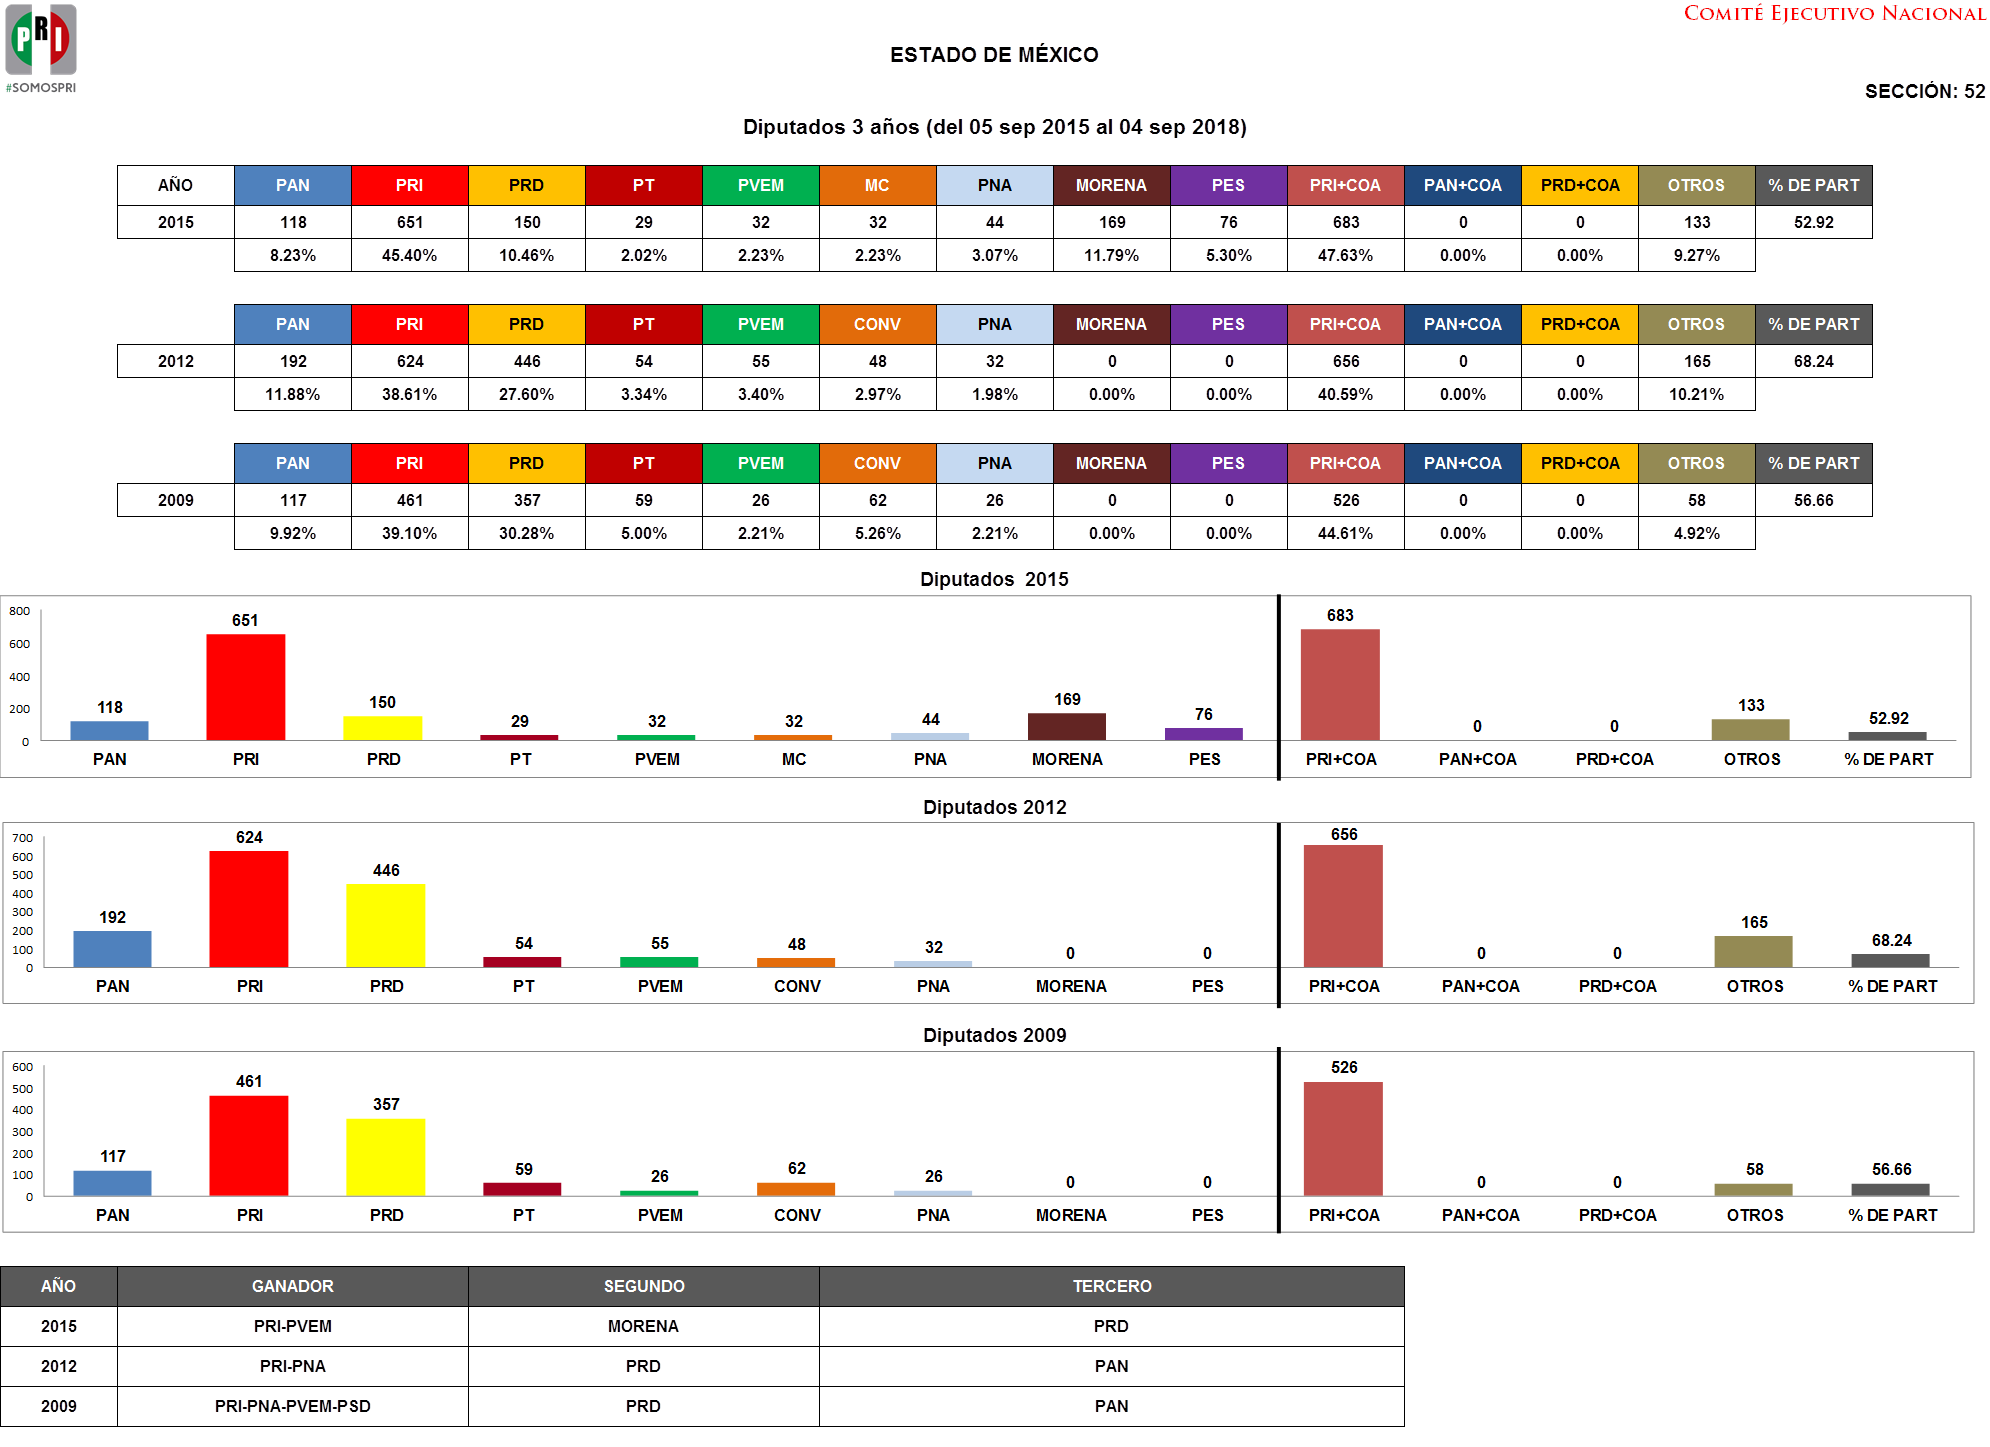 PRI
#SOMOSPRI
COMITÉ EJECUTIVO NACIONAL
ESTADO DE MÉXICO
SECCIÓN: 52
Diputados 3 años (del 05 sep 2015 al 04 sep 2018)
AÑO PAN PRI PRD PT PVEM MC PNA MORENA PES PRI+COA PAN+COA PRD+COA OTROS % DE PART
2015 118 651 150 29 32 32 44 169 76 683 0 0 133 52.92
8.23% 45.40% 10.46% 2.02% 2.23% 2.23% 3.07% 11.79% 5.30% 47.63% 0.00% 0.00% 9.27%
PAN PRI PRD PT PVEM CONV PNA MORENA PES PRI+COA PAN+COA PRD+COA OTROS % DE PART
2012 192 624 446 54 55 48 32 0 0 656 0 0 165 68.24
11.88% 38.61% 27.60% 3.34% 3.40% 2.97% 1.98% 0.00% 0.00% 40.59% 0.00% 0.00% 10.21%
PAN PRI PRD PT PVEM CONV PNA MORENA PES PRI+COA PAN+COA PRD+COA OTROS % DE PART
2009 117 461 357 59 26 62 26 0 0 526 0 0 58 56.66
9.92% 39.10% 30.28% 5.00% 2.21% 5.26% 2.21% 0.00% 0.00% 44.61% 0.00% 0.00% 4.92%
Diputados 2015
800
600
400
200
0
118 651 150 29 32 32 44 169 76 683 0 0 133 52.92
PAN PRI PRD PT PVEM MC PNA MORENA PES PRI+COA PAN+COA PRD+COA OTROS % DE PART
Diputados 2012
700
600
500
400
300
200
100
0
192 624 446 54 55 48 32 0 0 656 0 0 165 68.24
PAN PRI PRD PT PVEM CONV PNA MORENA PES PRI+COA PAN+COA PRD+COA OTROS % DE PART
Diputados 2009
600
500
400
300
200
100
0
117 461 357 59 26 62 26 0 0 526 0 0 58 56.66
PAN PRI PRD PT PVEM CONV PNA MORENA PES PRI+COA PAN+COA PRD+COA OTROS % DE PART
AÑO GANADOR SEGUNDO TERCERO
2015 PRI-PVEM MORENA PRD
2012 PRI-PNA PRD PAN
2009 PRI-PNA-PVEM-PSD PRD PAN